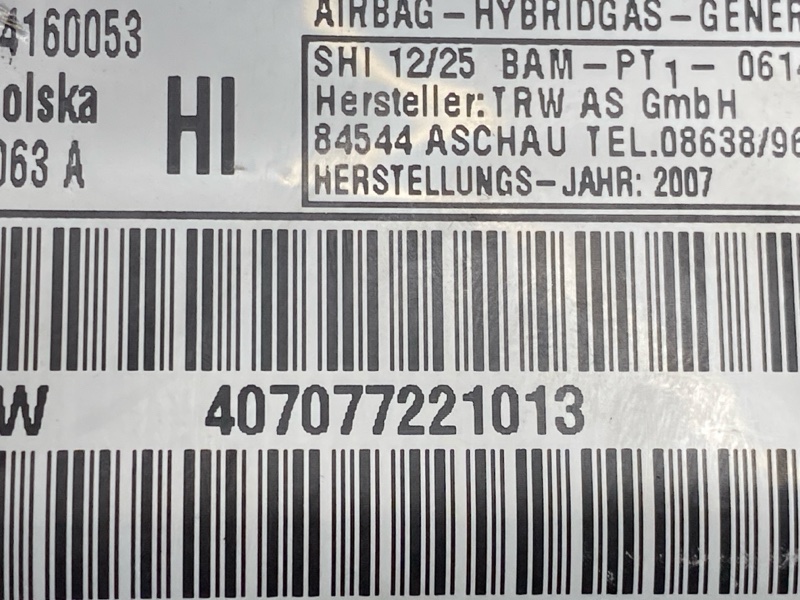 4160053
olska
063 A
HI
AIRBAG-HYBRIDGAS-GENER
SHI 12/25 BAM-PT1- 061
Hersteller: TRW AS GmbH
84544 ASCHAU TEL.08638/96
HERSTELLUNGS-JAHR: 2007
W 407077221013